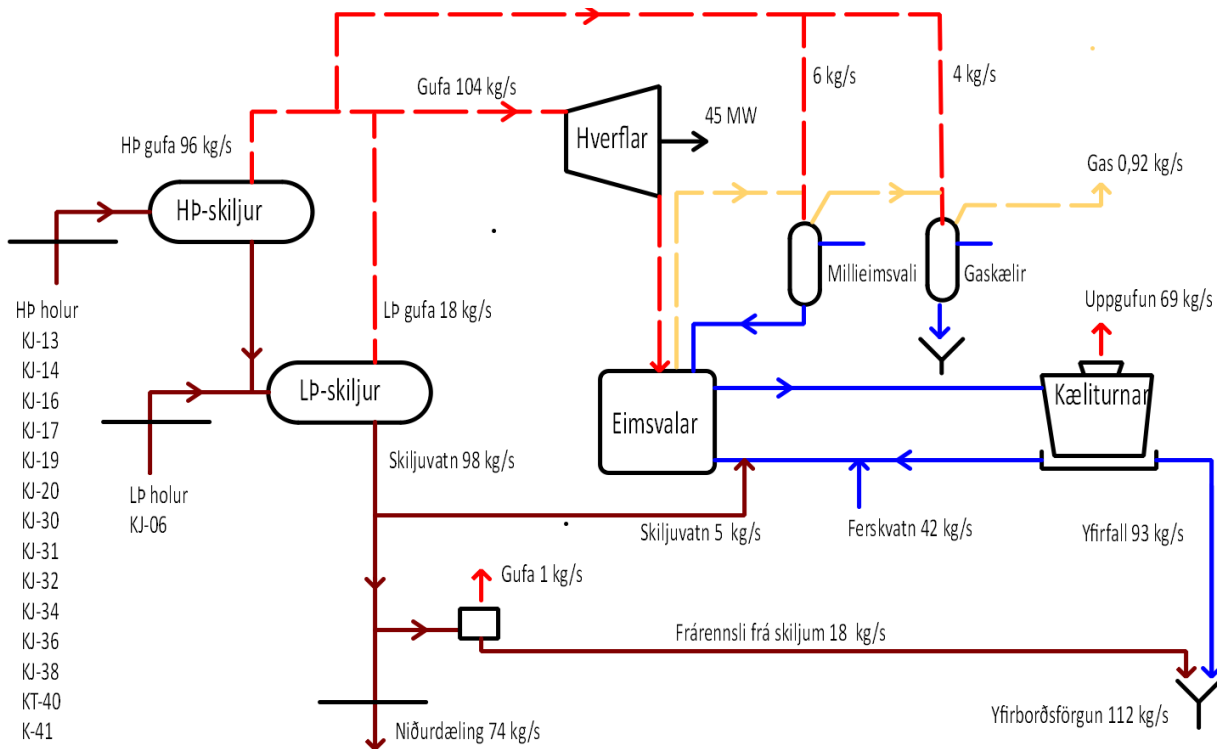 6 kg/s
4 kg/s
Gufa 104 kg/s
45 MW
Hverflar
HÞ gufa 96 kg/s
Gas 0,92 kg/s
HÞ-skiljur
Millieimsvali
Gaskælir
HÞ holur
KJ-13
KJ-14
KJ-16
KJ-17
KJ-19
KJ-20
KJ-30
KJ-31
KJ-32
KJ-34
KJ-36
KJ-38
KT-40
K-41
LÞ gufa 18 kg/s
Uppgufun 69 kg/s
LÞ-skiljur
Eimsvalar
Kæliturnar
Skiljuvatn 98 kg/s
LÞ holur
KJ-06
Skiljuvatn 5 kg/s
Ferskvatn 42 kg/s
Yfirfall 93 kg/s
Gufa 1 kg/s
Frárennsli frá skiljum 18 kg/s
Niðurdæling 74 kg/s
Yfirborðsförgun 112 kg/s